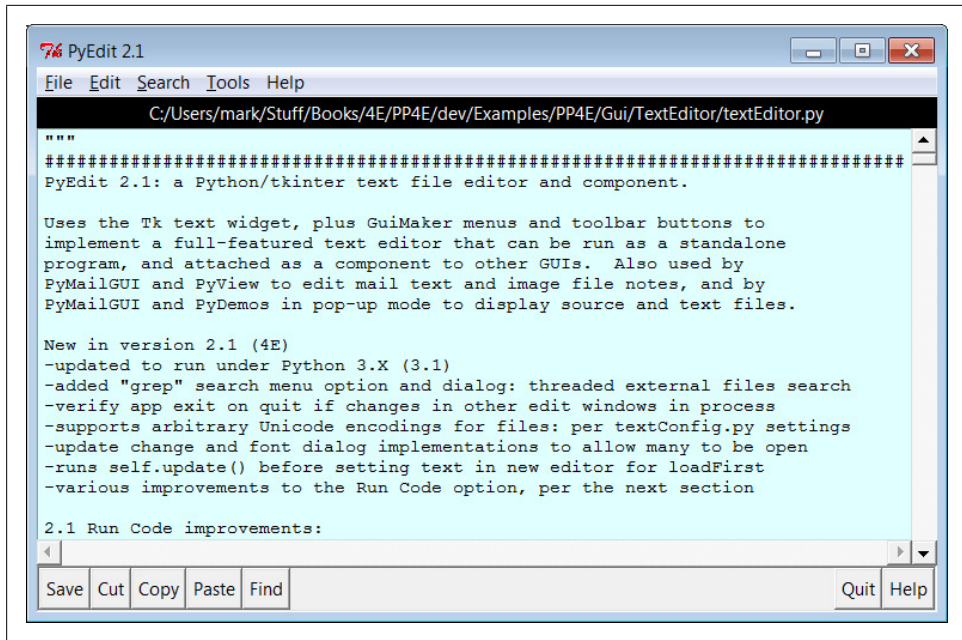 PyEdit 2.1
File Edit Search Tools Help
C:/Users/mark/Stuff/Books/4E/PP4E/dev/Examples/PP4E/Gui/TextEditor/textEditor.py
"""
################################################################################
PyEdit 2.1: a Python/tkinter text file editor and component.
Uses the Tk text widget, plus GuiMaker menus and toolbar buttons to
implement a full-featured text editor that can be run as a standalone
program, and attached as a component to other GUIs.  Also used by
PyMailGUI and PyView to edit mail text and image file notes, and by
PyMailGUI and PyDemos in pop-up mode to display source and text files.
New in version 2.1 (4E)
-updated to run under Python 3.X (3.1)
-added "grep" search menu option and dialog: threaded external files search
-verify app exit on quit if changes in other edit windows in process
-supports arbitrary Unicode encodings for files: per textConfig.py settings
-update change and font dialog implementations to allow many to be open
-runs self.update() before setting text in new editor for loadFirst
-various improvements to the Run Code option, per the next section
2.1 Run Code improvements:
Save Cut Copy Paste Find Quit Help